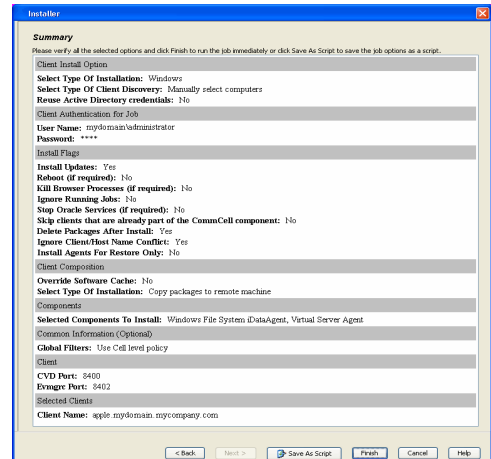 Installer
Summary
Please verify all the selected options and click Finish to run the job immediately or click Save As Script to save the job options as a script.
Client Install Option
Select Type Of Installation: Windows
Select Type Of Client Discovery: Manually select computers
Reuse Active Directory credentials: No
Client Authentication for Job
User Name: mydomain\administrator
Password: ****
Install Flags
Install Updates: Yes
Reboot (if required): No
Kill Browser Processes (if required): No
Ignore Running Jobs: No
Stop Oracle Services (if required): No
Skip clients that are already part of the CommCell component: No
Delete Packages After Install: Yes
Ignore Client/Host Name Conflict: Yes
Install Agents For Restore Only: No
Client Composition
Override Software Cache: No
Select Type Of Installation: Copy packages to remote machine
Components
Selected Components To Install: Windows File System iDataAgent, Virtual Server Agent
Common Information (Optional)
Global Filters: Use Cell level policy
Client
CVD Port: 8400
Evmgrc Port: 8402
Selected Clients
Client Name: apple.mydomain.mycompany.com
< Back Next > Save As Script Finish Cancel Help